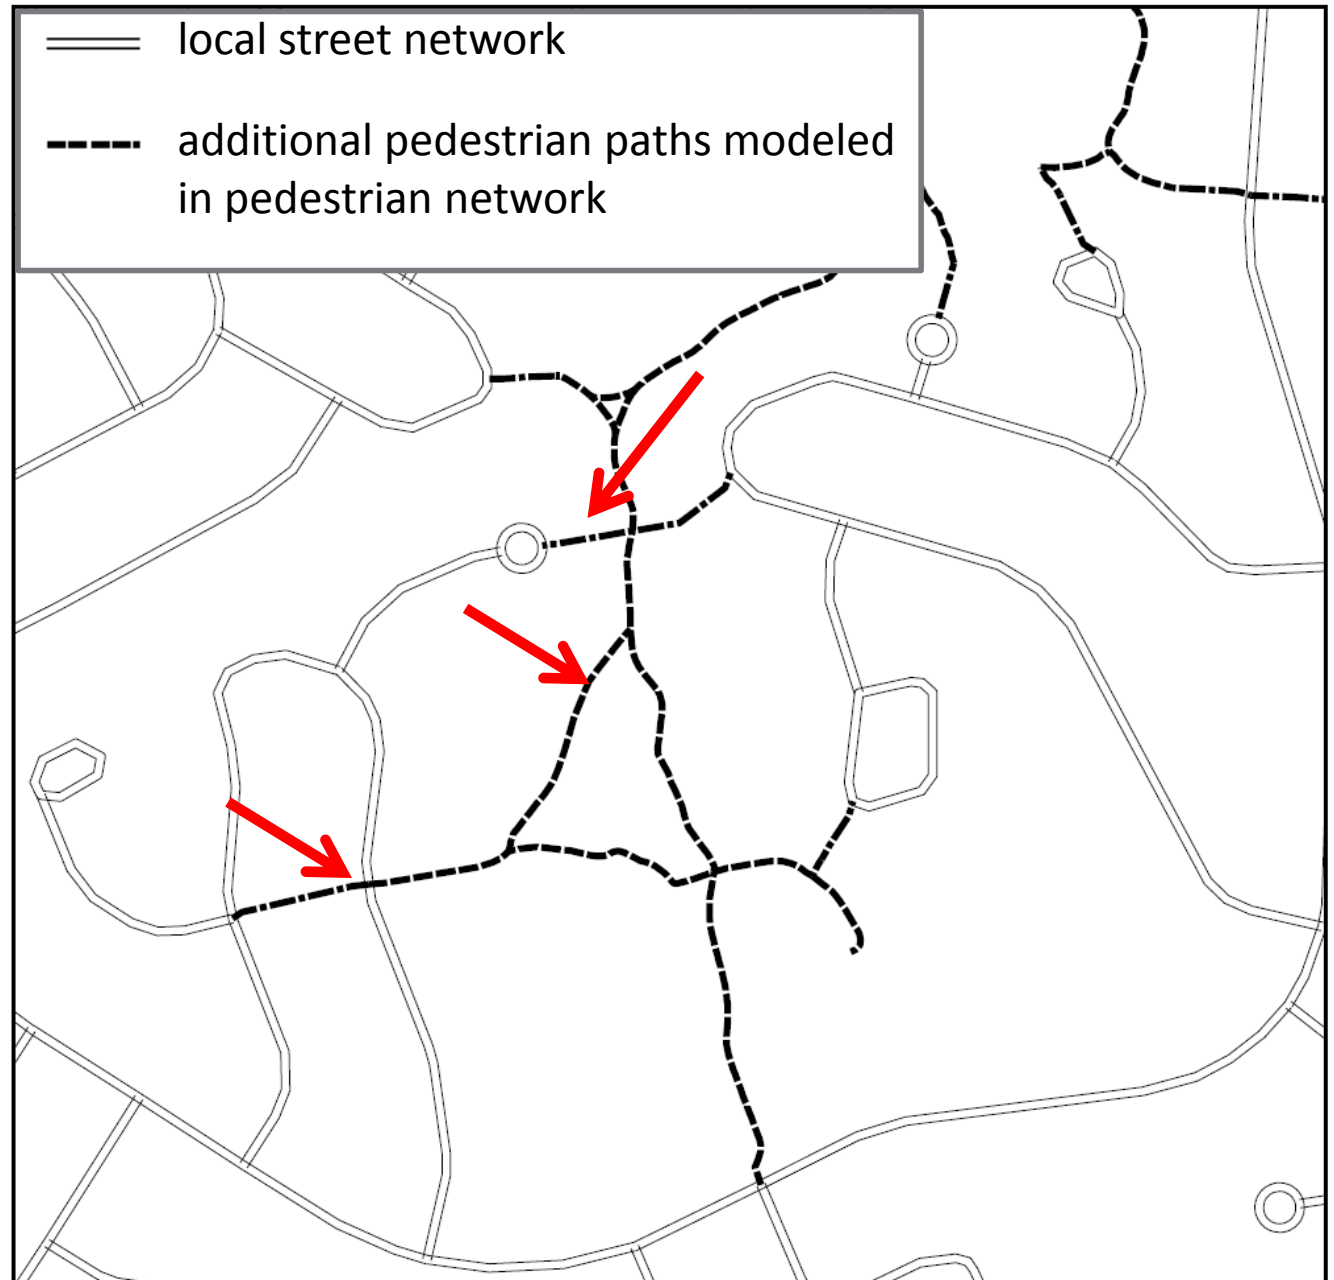 local street network
additional pedestrian paths modeled
in pedestrian network